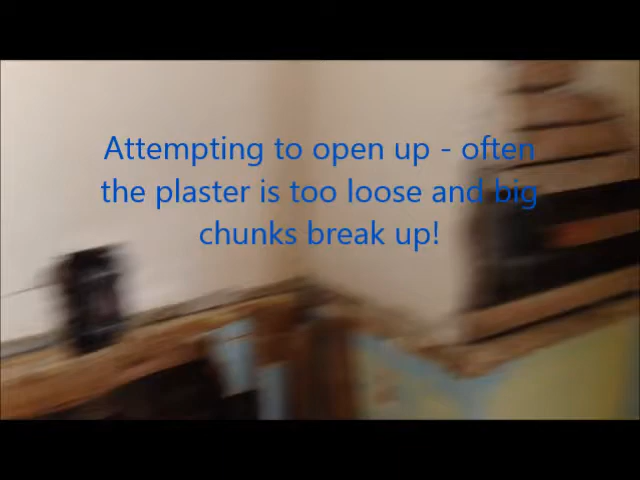 Attempting to open up - often
the plaster is too loose and big
chunks break up!